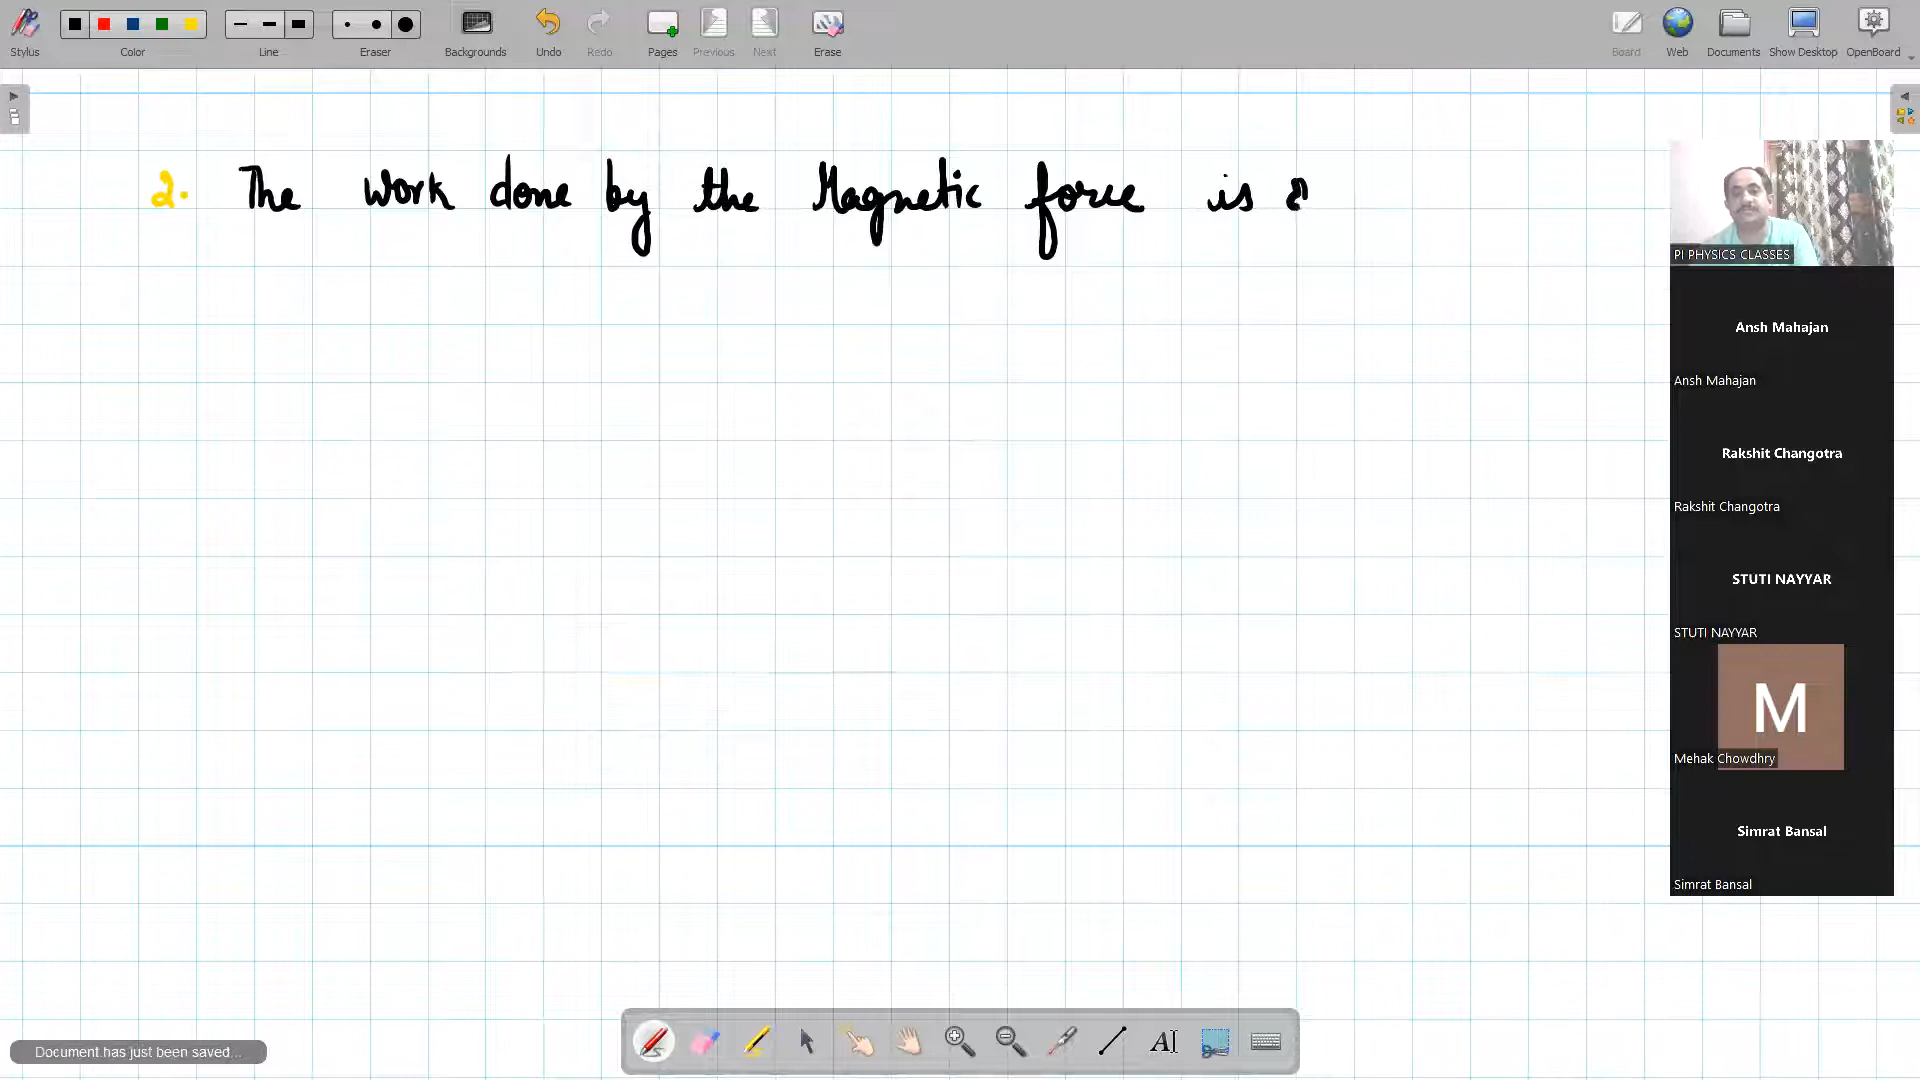 Stylus
Color
Line
Eraser
Backgrounds
Undo
Redo
Pages
Previous
Next
Erase
Board
Web
Documents
Show Desktop
OpenBoard
2. The Work done by the Magnetic force is
PI PHYSICS CLASSES
Ansh Mahajan
Ansh Mahajan
Rakshit Changotra
Rakshit Changotra
STUTI NAYYAR
STUTI NAYYAR
M
Mehak Chowdhry
Simrat Bansal
Simrat Bansal
Document has just been saved...
AI